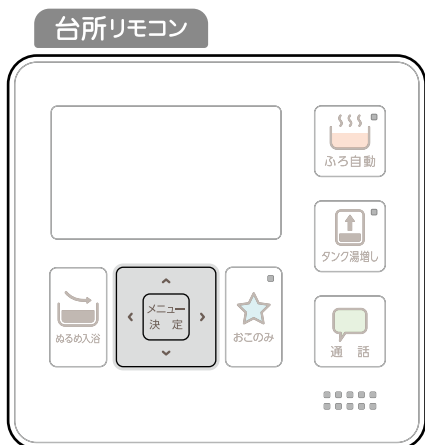 台所リモコン
ふろ自動
タンク湯増し
ぬるめ入浴
メニュー
決 定
おこのみ
通 話